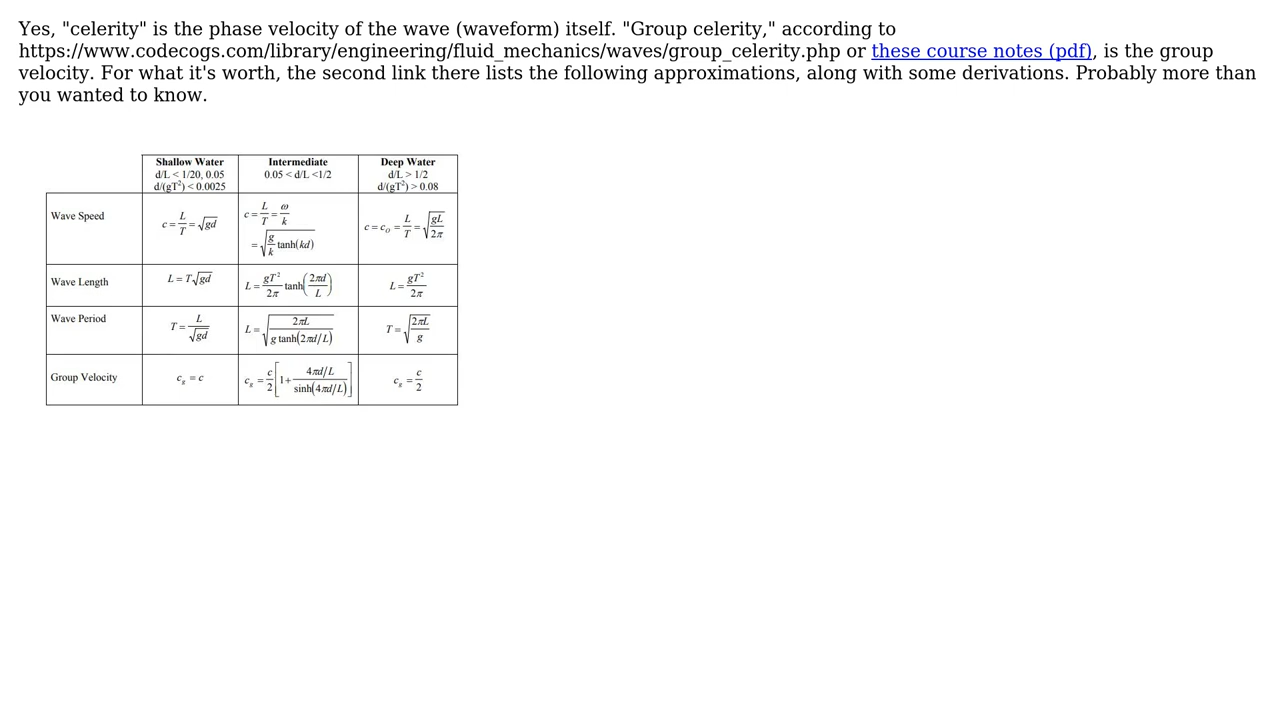 Yes, "celerity" is the phase velocity of the wave (waveform) itself. "Group celerity," according to
https://www.codecogs.com/library/engineering/fluid_mechanics/waves/group_celerity.php or these course notes (pdf), is the group
velocity. For what it's worth, the second link there lists the following approximations, along with some derivations. Probably more than
you wanted to know.
Shallow Water
d/L < 1/20, 0.05
d/(gT²) < 0.0025
Intermediate
0.05 < d/L <1/2
Deep Water
d/L > 1/2
d/(gT²) > 0.08
Wave Speed
c = L/T = √gd
c = L/T = ω/k
= √(g/k tanh(kd))
c = c₀ = L/T = √(gL/2π)
Wave Length
L = T√gd
L = gT²/2π tanh(2πd/L)
L = gT²/2π
Wave Period
T = L/√gd
L = √(2πL/g tanh(2πd/L))
T = √(2πL/g)
Group Velocity
c_g = c
c_g = c/2 [1+ 4πd/L / sinh(4πd/L)]
c_g = c/2